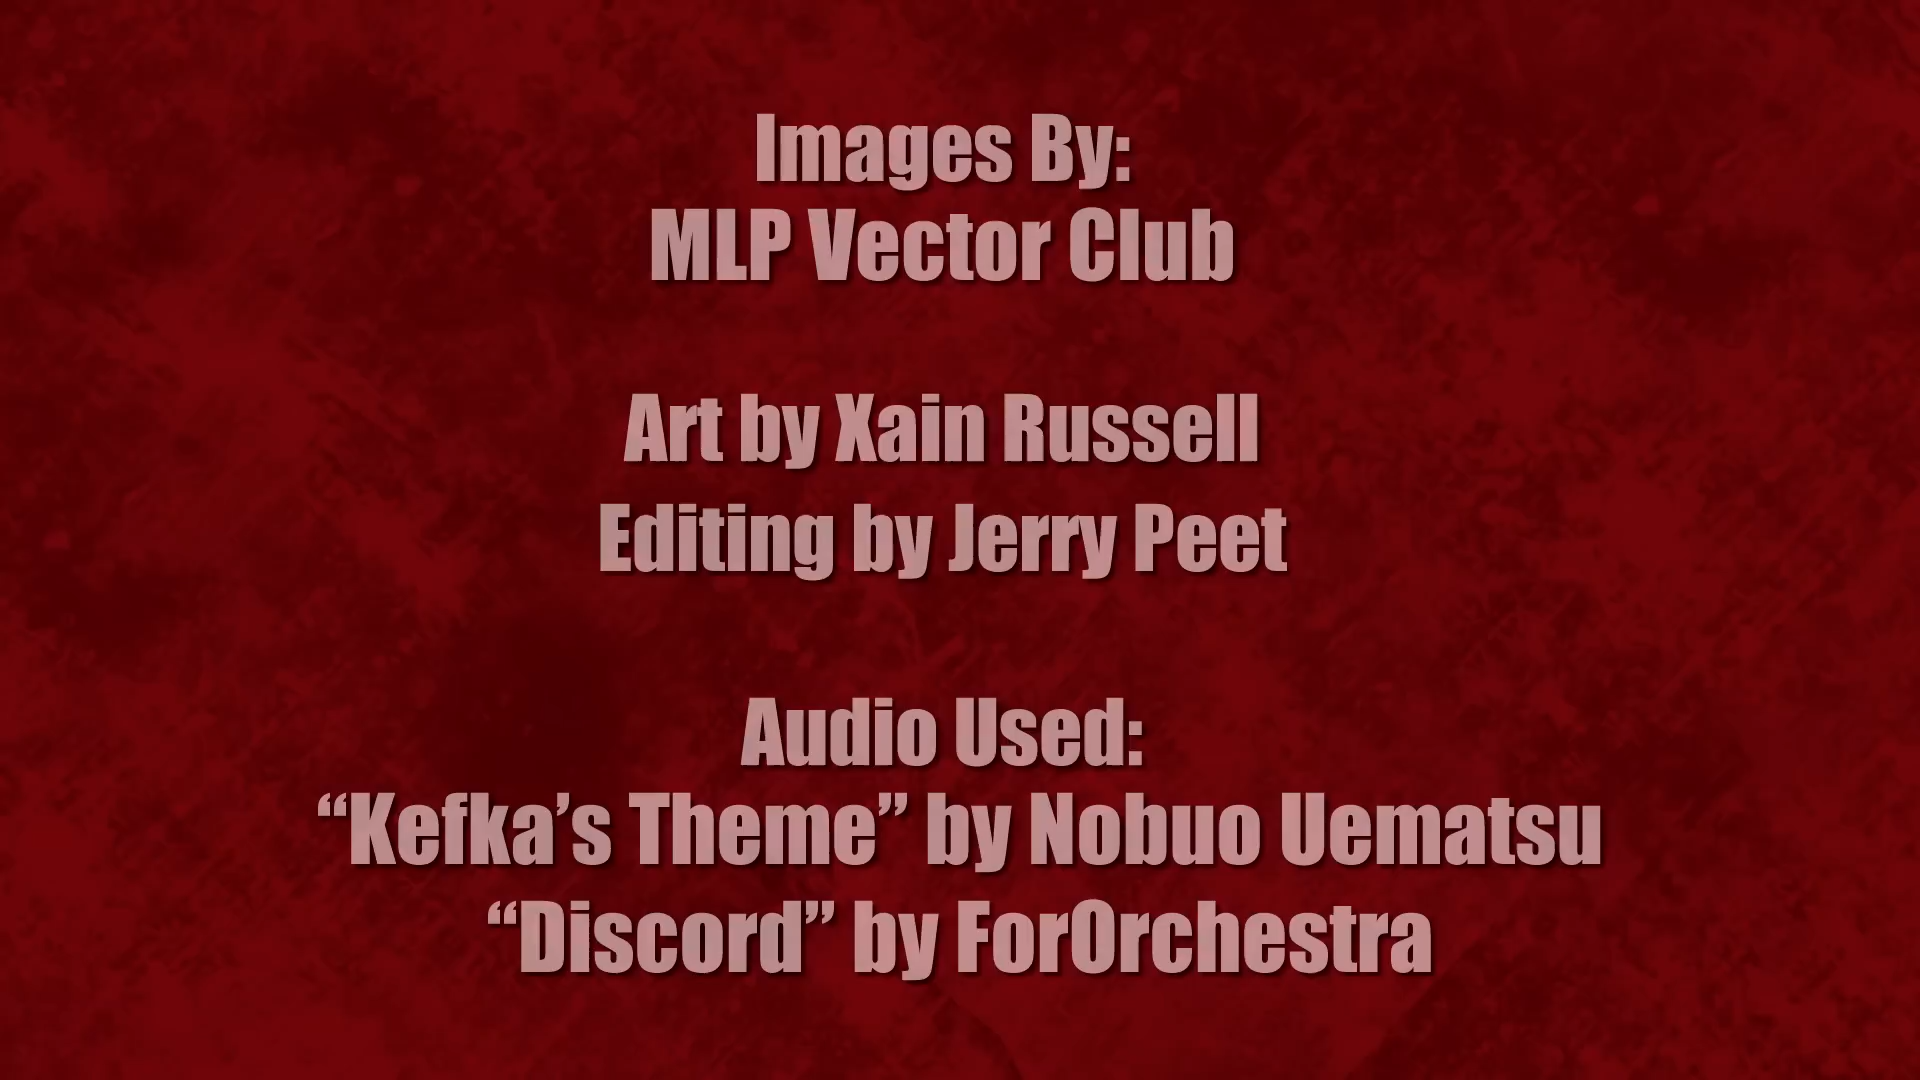 Images By:
MLP Vector Club
Art by Xain Russell
Editing by Jerry Peet
Audio Used:
“Kefka’s Theme” by Nobuo Uematsu
“Discord” by ForOrchestra